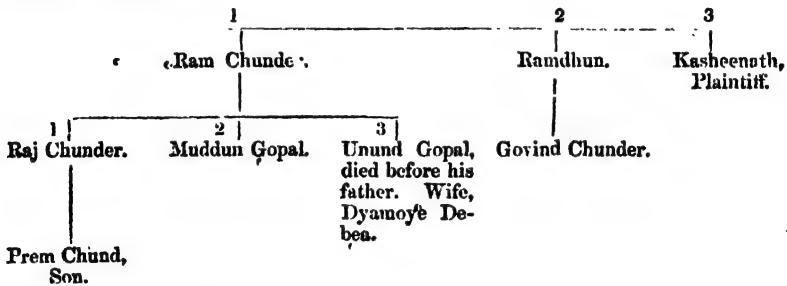 1 2 3
Ram Chunde. Ramdhun. Kasheenath,
Plaintiff.
1 2 3
Raj Chunder. Muddun Gopal. Unund Gopal, Govind Chunder.
died before his
father. Wife,
Dyamoye De-
bea.
Prem Chund,
Son.